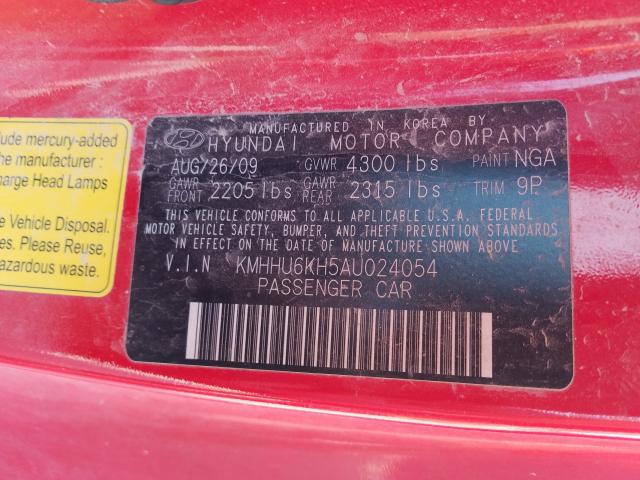 clude mercury-added
he manufacturer :
harge Head Lamps
e Vehicle Disposal.
es. Please Reuse,
azardous waste.
MANUFACTURED IN KOREA BY
HYUNDAI MOTOR COMPANY
AUG/26/09 GVWR 4300 lbs PAINT NGA
GAWR FRONT 2205 lbs GAWR REAR 2315 lbs TRIM 9P
THIS VEHICLE CONFORMS TO ALL APPLICABLE U.S.A. FEDERAL
MOTOR VEHICLE SAFETY, BUMPER, AND THEFT PREVENTION STANDARDS
IN EFFECT ON THE DATE OF MANUFACTURE SHOWN ABOVE.
V.I.N KMHHU6KH5AU024054
PASSENGER CAR